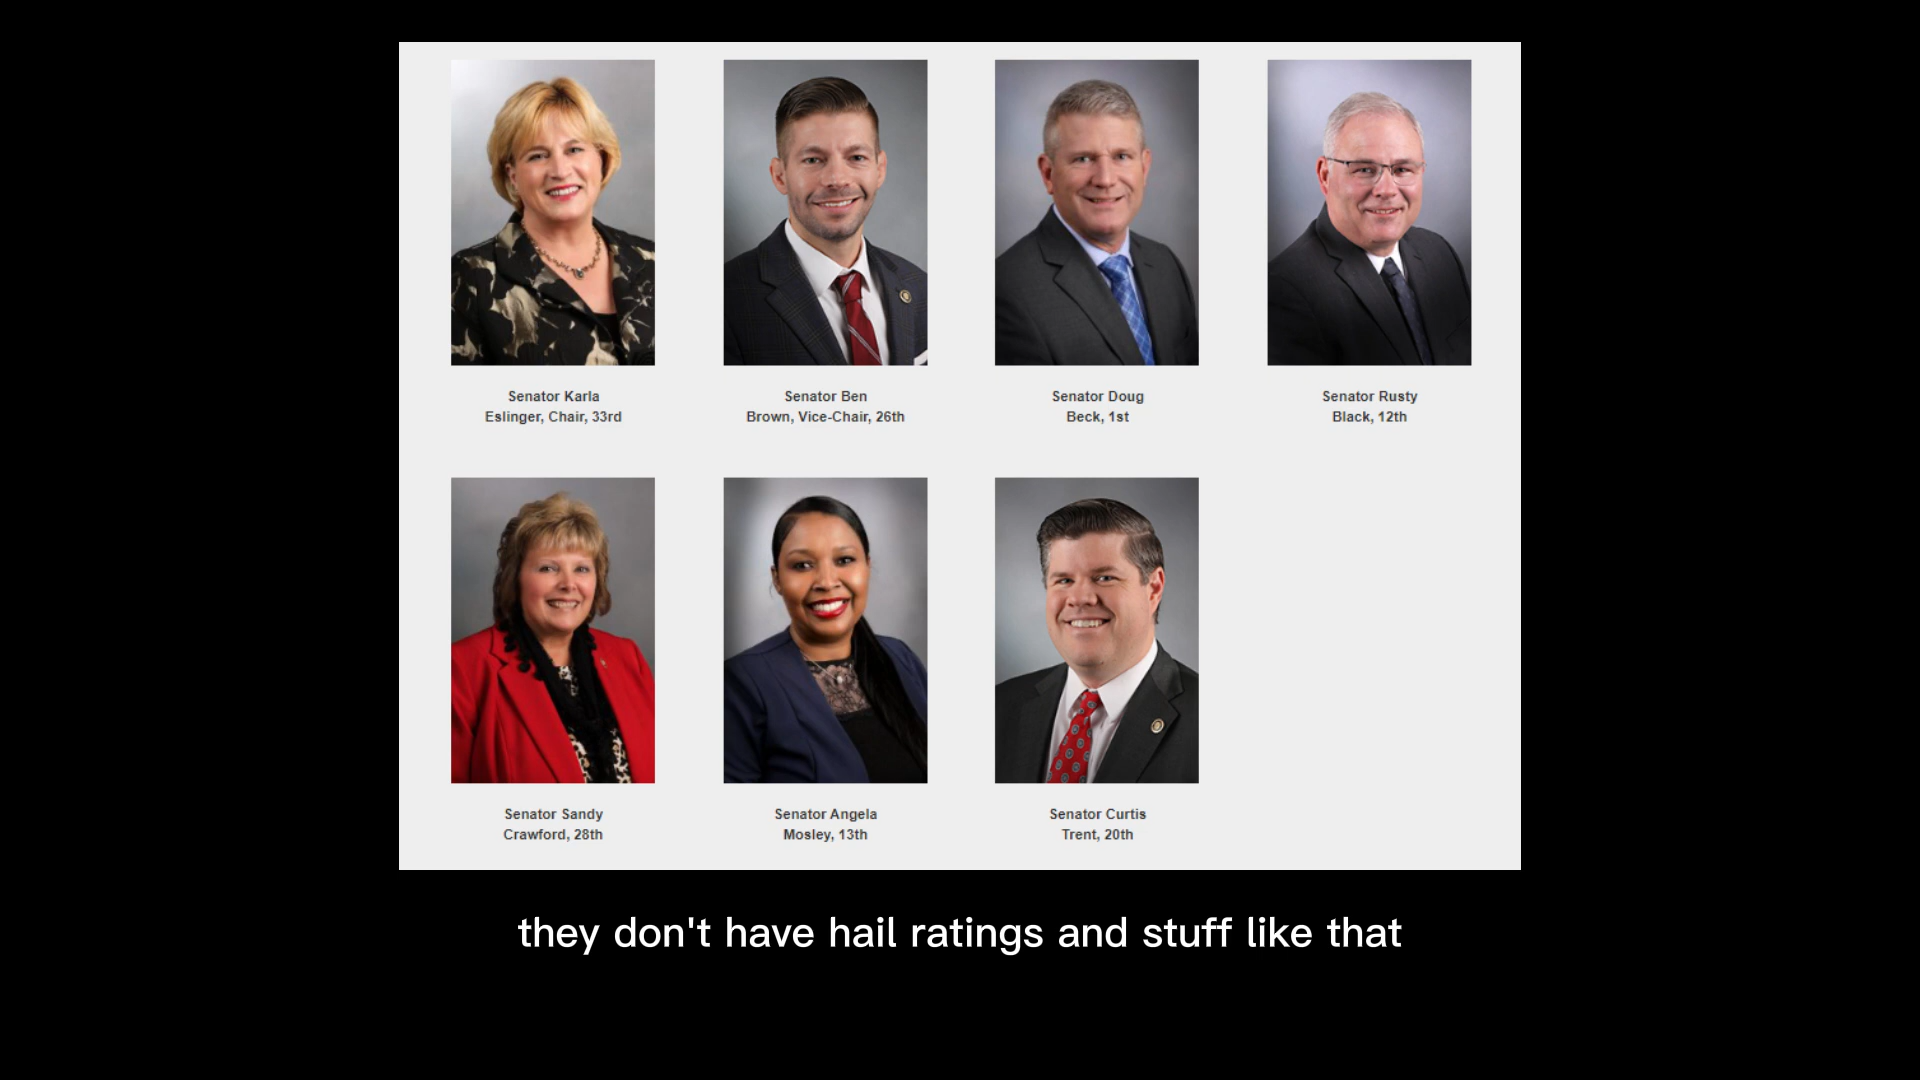 Senator Karla
Eslinger, Chair, 33rd
Senator Ben
Brown, Vice-Chair, 26th
Senator Doug
Beck, 1st
Senator Rusty
Black, 12th
Senator Sandy
Crawford, 28th
Senator Angela
Mosley, 13th
Senator Curtis
Trent, 20th
they don't have hail ratings and stuff like that